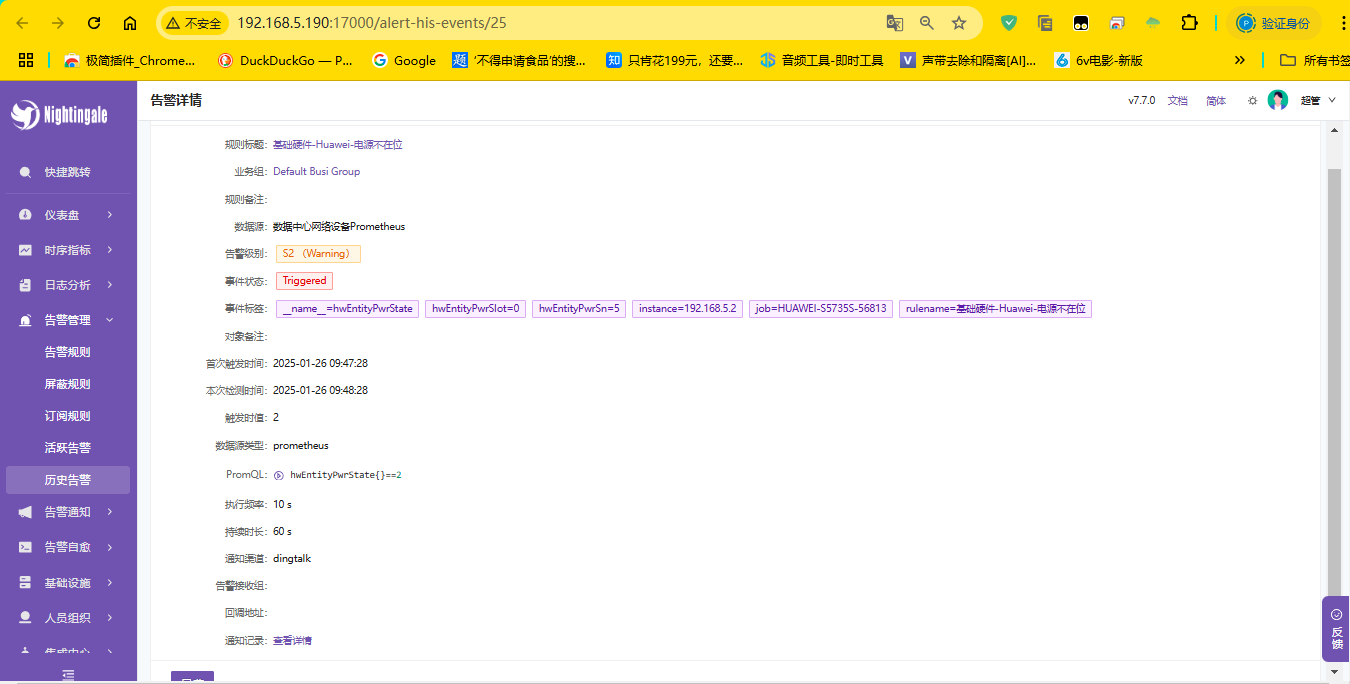 不安全 192.168.5.190:17000/alert-his-events/25 验证身份
极简插件_Chrome... DuckDuckGo — P... Google '不得申请食品'的搜... 只肯花199元，还要... 音频工具-即时工具 声带去除和隔离[AI]... 6v电影-新版 所有书签
Nightingale
告警详情
v7.7.0 文档 简体 超管
快捷跳转
仪表盘
时序指标
日志分析
告警管理
告警规则
屏蔽规则
订阅规则
活跃告警
历史告警
告警通知
告警自愈
基础设施
人员组织
集成中心
规则标题: 基础硬件-Huawei-电源不在位
业务组: Default Busi Group
规则备注:
数据源: 数据中心网络设备Prometheus
告警级别: S2 （Warning）
事件状态: Triggered
事件标签: __name__=hwEntityPwrState hwEntityPwrSlot=0 hwEntityPwrSn=5 instance=192.168.5.2 job=HUAWEI-S5735S-56813 rulename=基础硬件-Huawei-电源不在位
对象备注:
首次触发时间: 2025-01-26 09:47:28
本次检测时间: 2025-01-26 09:48:28
触发时值: 2
数据源类型: prometheus
PromQL: hwEntityPwrState{}==2
执行频率: 10 s
持续时长: 60 s
通知渠道: dingtalk
告警接收组:
回调地址:
通知记录: 查看详情
反馈